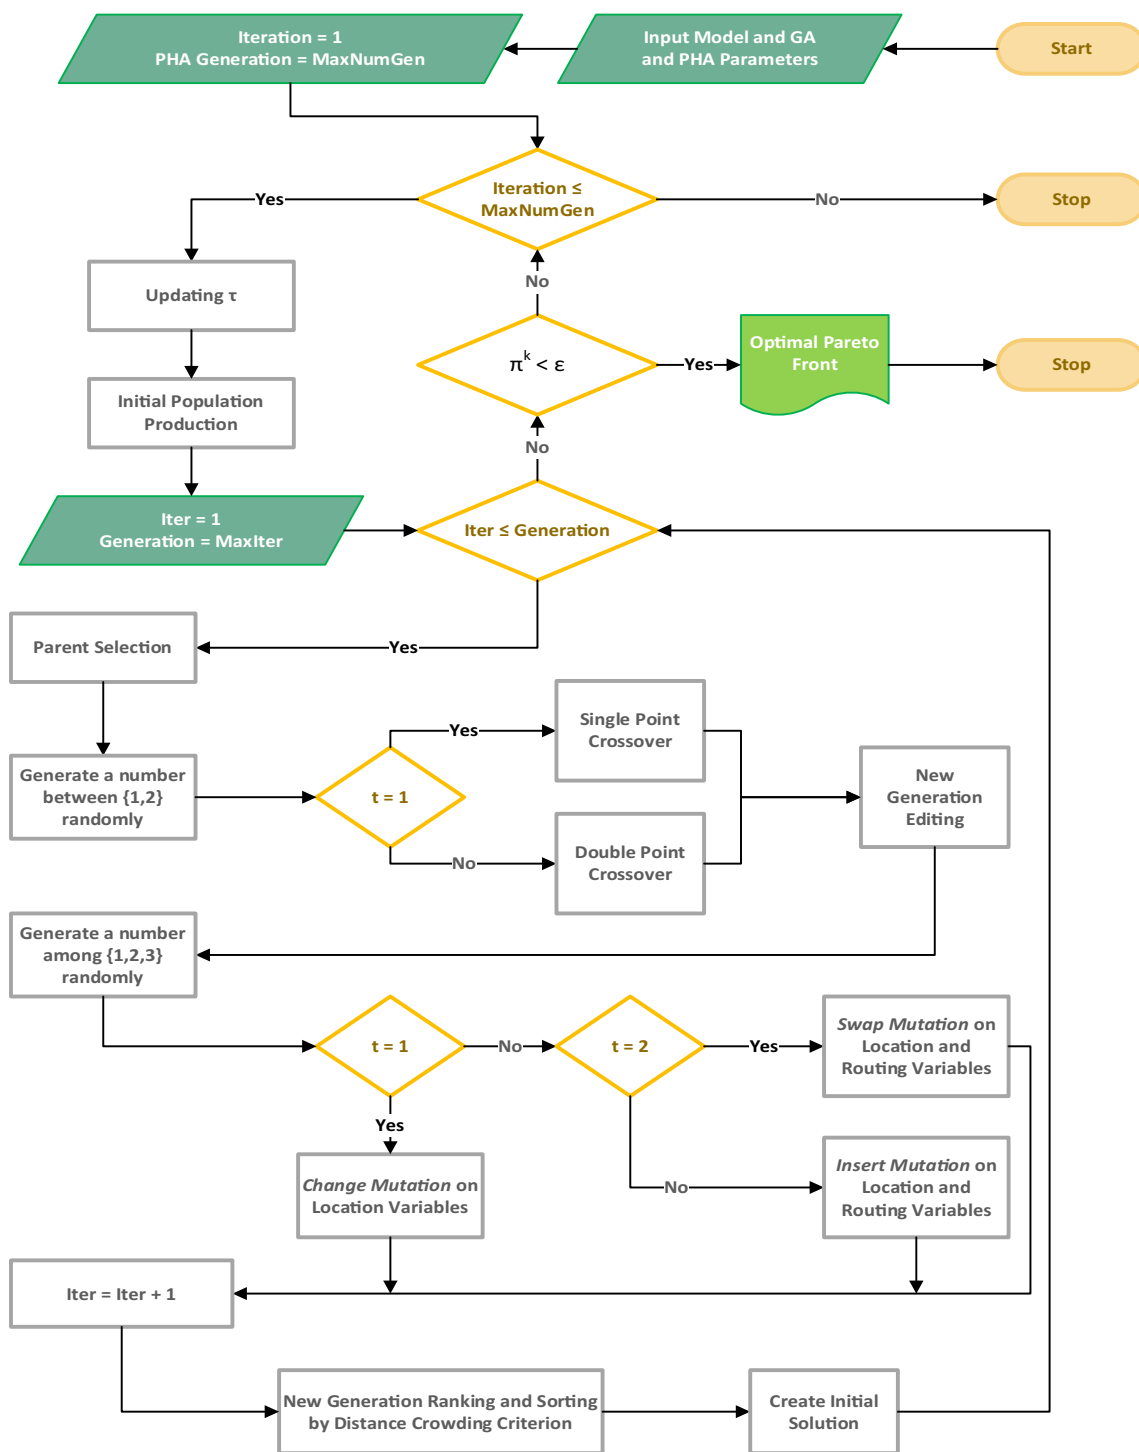 Start
Input Model and GA
and PHA Parameters
Iteration = 1
PHA Generation = MaxNumGen
Iteration ≤
MaxNumGen
Yes
No
Stop
Updating τ
No
Initial Population
Production
π^k < ε
Yes
Optimal Pareto
Front
Stop
No
Iter = 1
Generation = MaxIter
Iter ≤ Generation
Yes
Parent Selection
Generate a number
between {1,2}
randomly
t = 1
Yes
Single Point
Crossover
No
Double Point
Crossover
New
Generation
Editing
Generate a number
among {1,2,3}
randomly
t = 1
No
t = 2
Yes
Swap Mutation on
Location and
Routing Variables
Yes
Change Mutation on
Location Variables
No
Insert Mutation on
Location and
Routing Variables
Iter = Iter + 1
New Generation Ranking and Sorting
by Distance Crowding Criterion
Create Initial
Solution